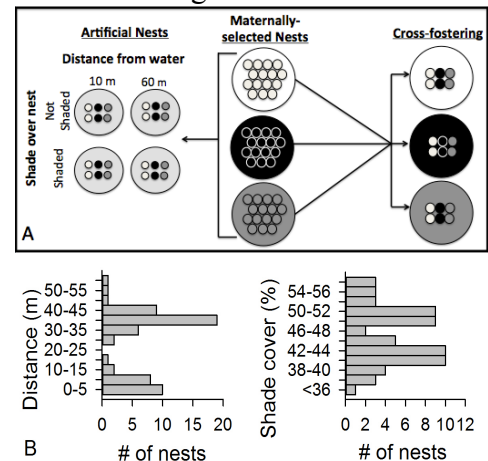 Artificial Nests
Maternally-
selected Nests
Cross-fostering
Distance from water
10 m
60 m
Shade over nest
Not
Shaded
Shaded
A
Distance (m)
50-55
40-45
30-35
20-25
10-15
0-5
0
5
10
15
20
# of nests
Shade cover (%)
54-56
50-52
46-48
42-44
38-40
<36
0
2
4
6
8
10
12
# of nests
B